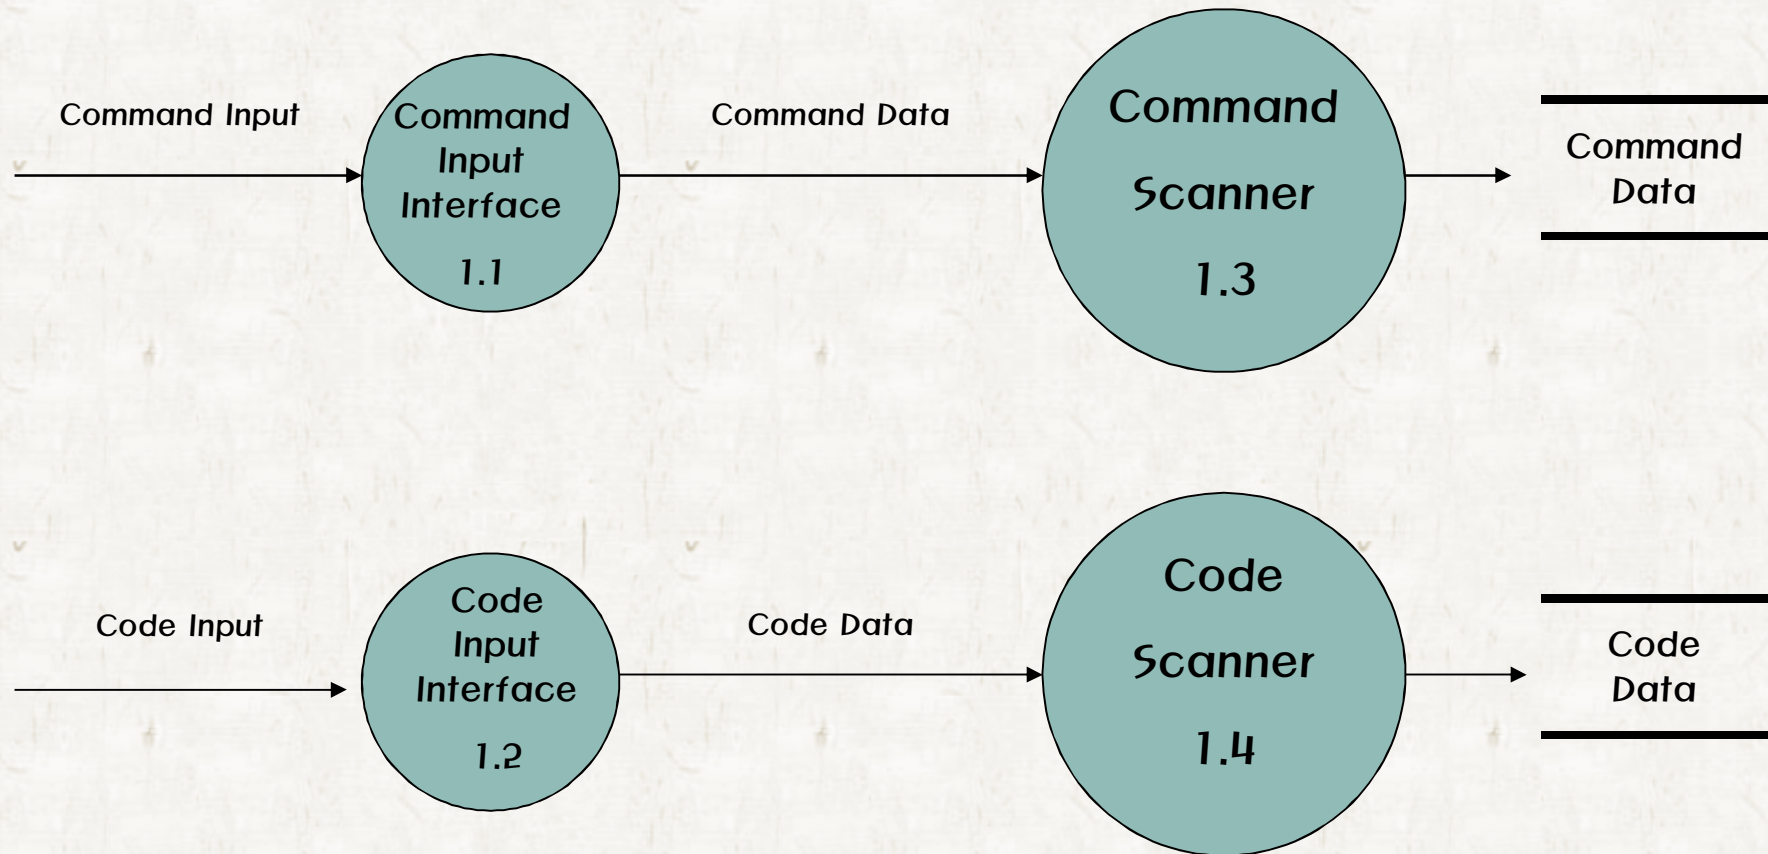 Command Input
Command
Input
Interface
1.1
Command Data
Command
Scanner
1.3
Command
Data
Code Input
Code
Input
Interface
1.2
Code Data
Code
Scanner
1.4
Code
Data